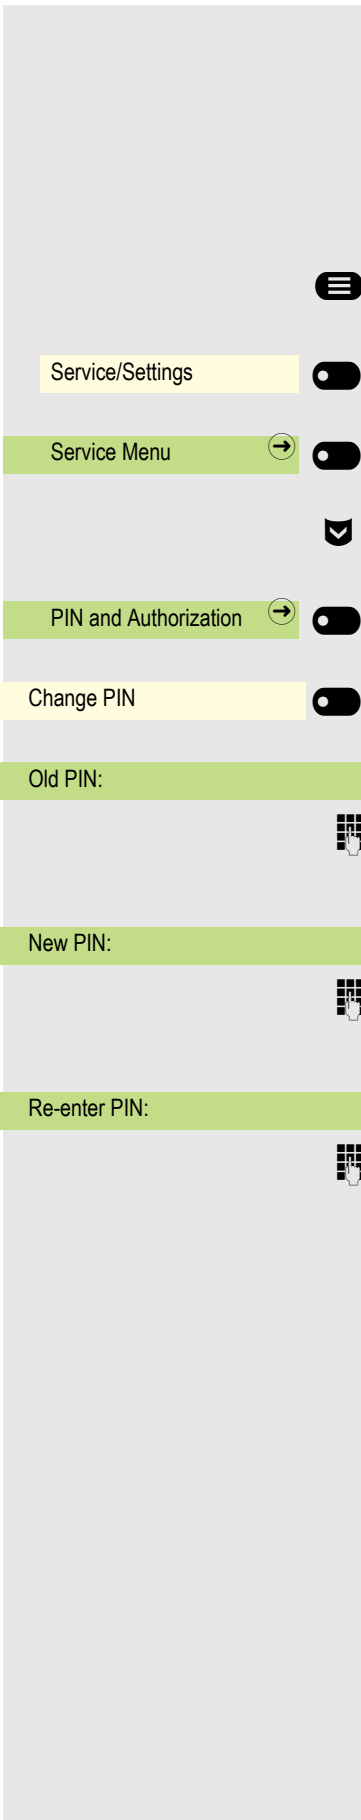 Service/Settings
Service Menu
PIN and Authorization
Change PIN
Old PIN:
New PIN:
Re-enter PIN: